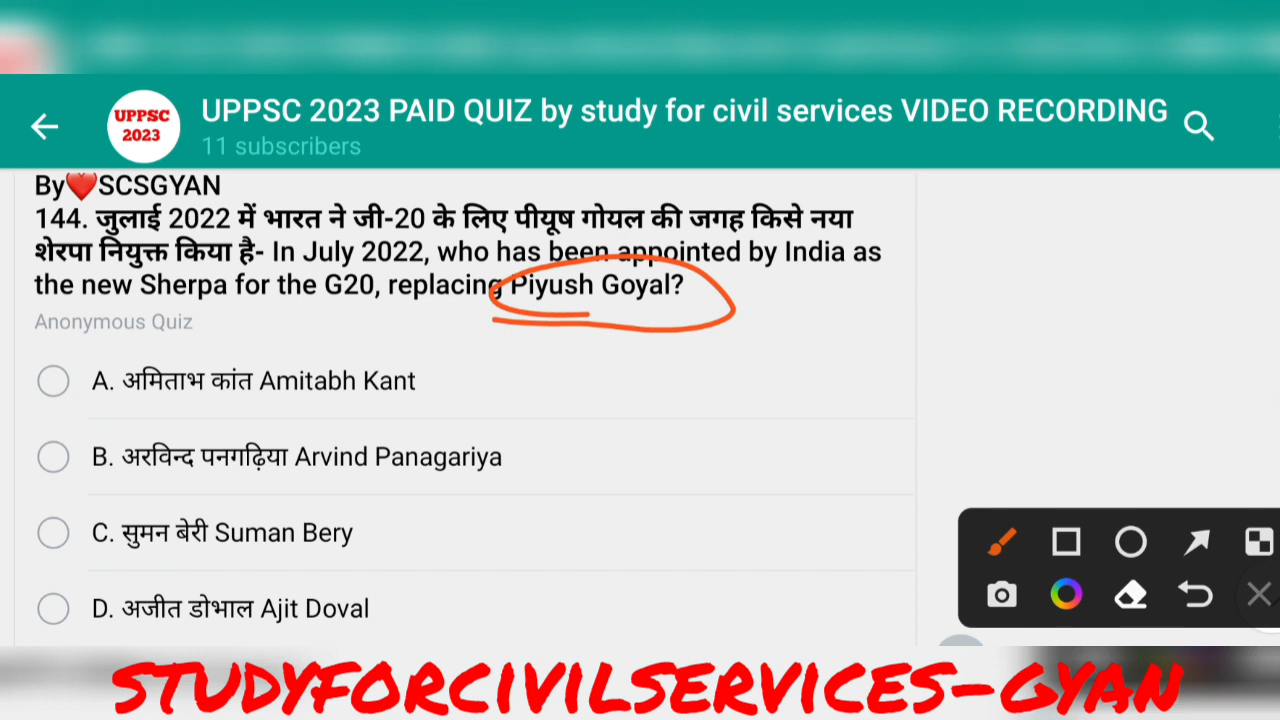 UPPSC 2023 PAID QUIZ by study for civil services VIDEO RECORDING
UPPSC
2023
11 subscribers
By❤️SCSGYAN
144. जुलाई 2022 में भारत ने जी-20 के लिए पीयूष गोयल की जगह किसे नया
शेरपा नियुक्त किया है- In July 2022, who has been appointed by India as
the new Sherpa for the G20, replacing Piyush Goyal?
Anonymous Quiz
A. अमिताभ कांत Amitabh Kant
B. अरविन्द पनगढ़िया Arvind Panagariya
C. सुमन बेरी Suman Bery
D. अजीत डोभाल Ajit Doval
STUDYFORCIVILSERVICES-GYAN